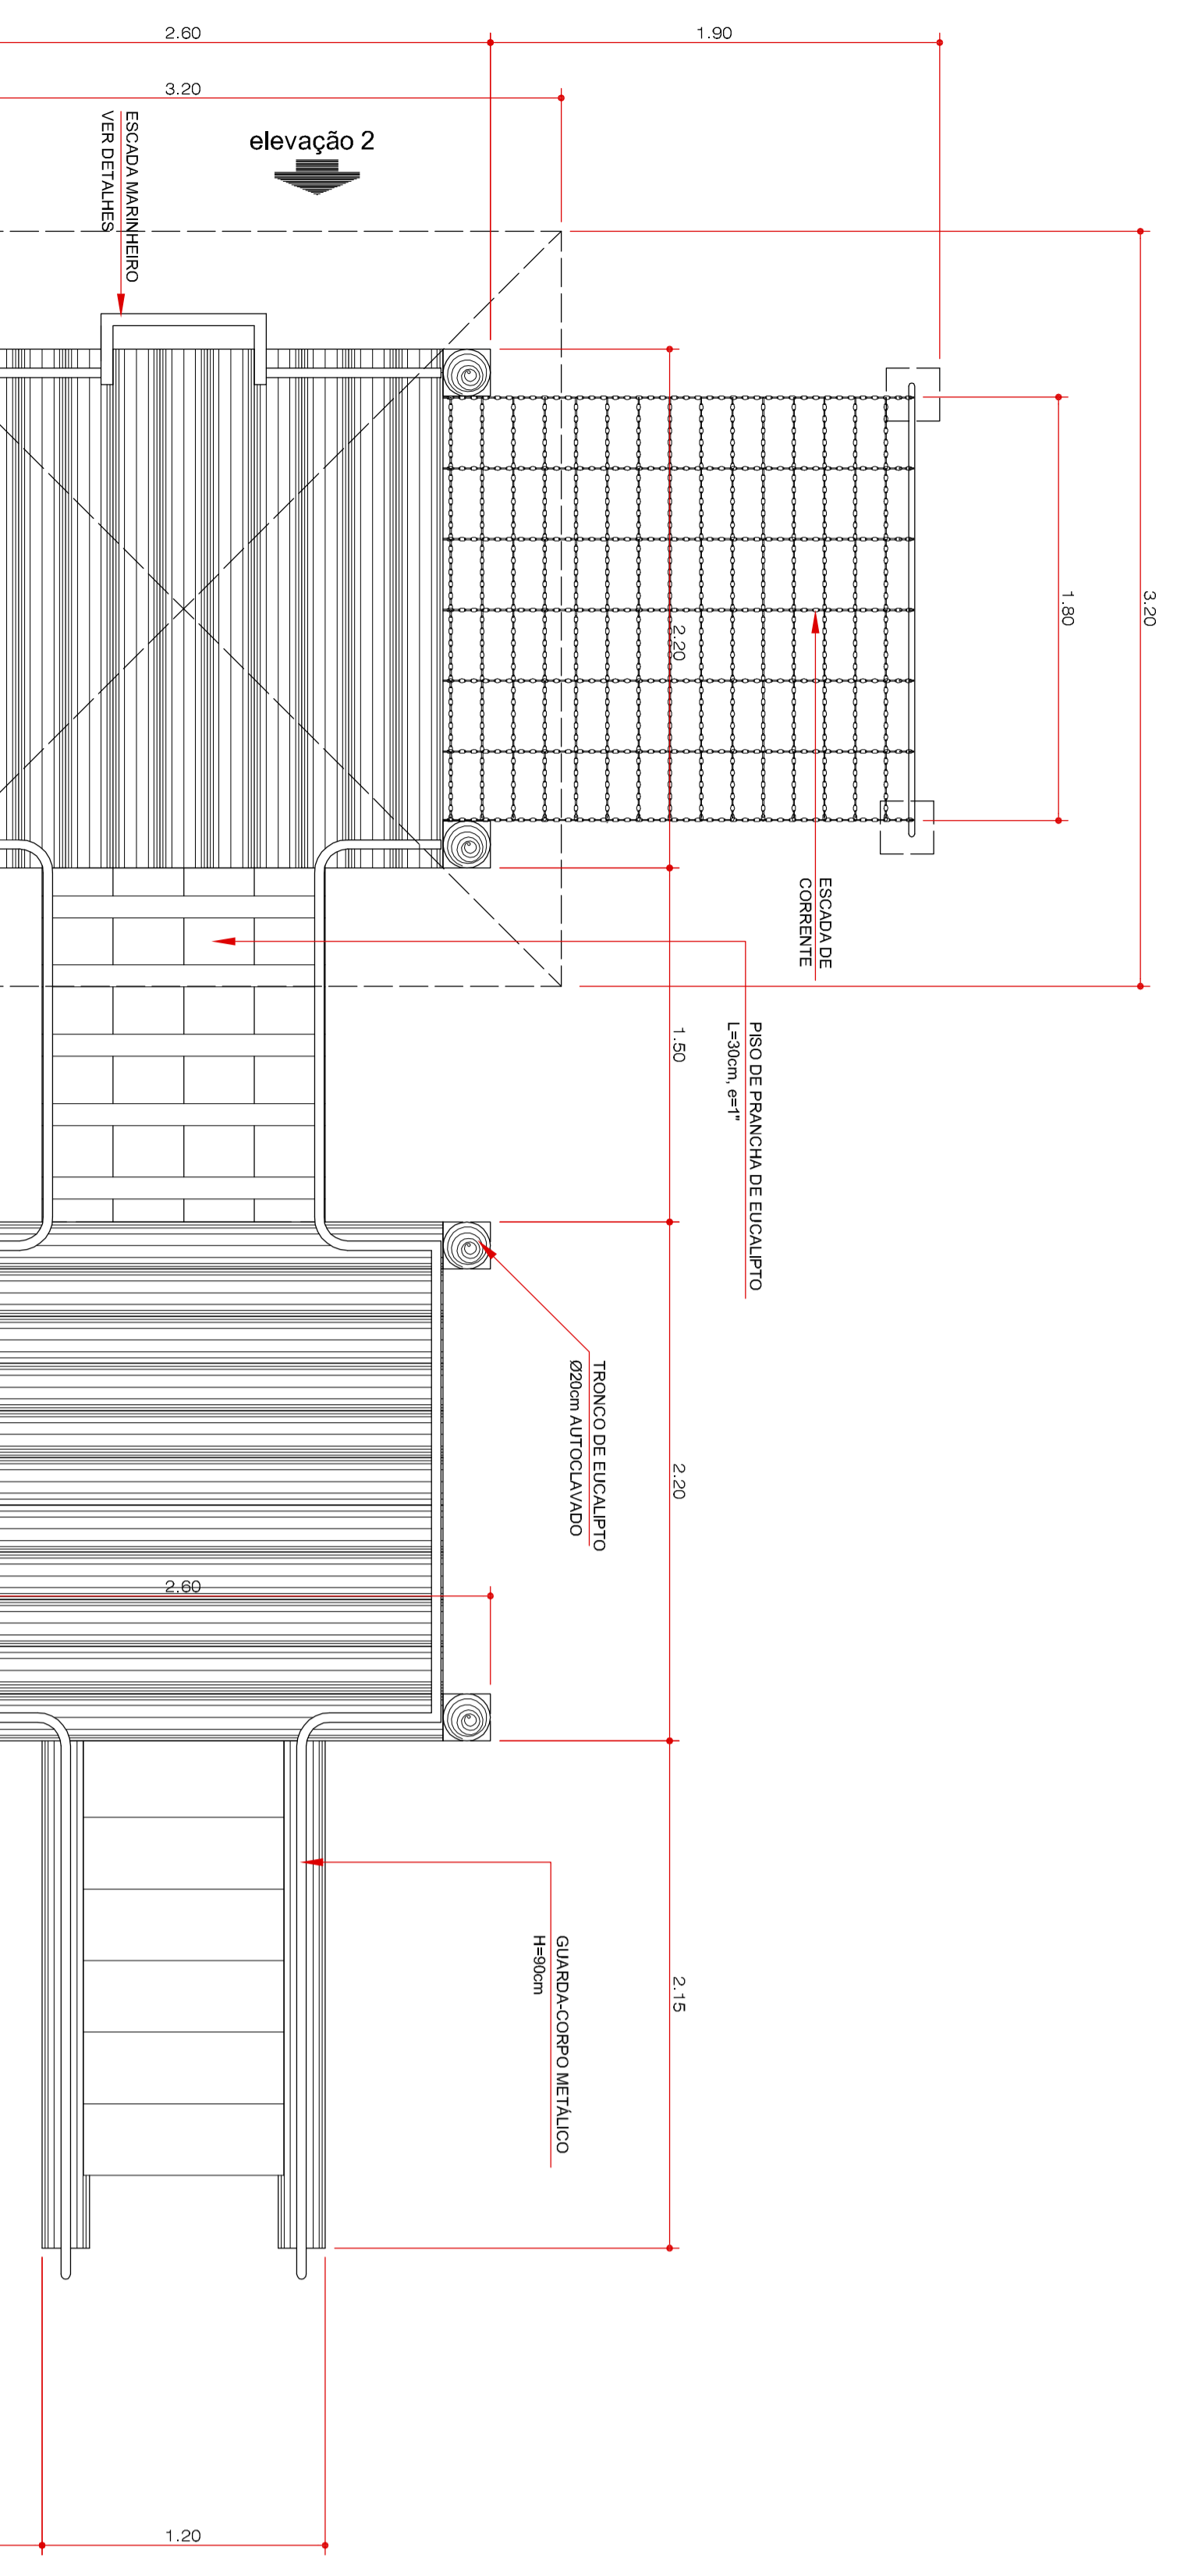 2.60
1.90
3.20
elevação 2
ESCADA MARINHEIRO
VER DETALHES
3.20
1.80
2.20
ESCADA DE
CORRENTE
PISO DE PRANCHA DE EUCALIPTO
L=30cm, e=1"
1.50
TRONCO DE EUCALIPTO
Ø20cm AUTOCLAVADO
2.20
2.60
GUARDA-CORPO METÁLICO
H=90cm
2.15
1.20